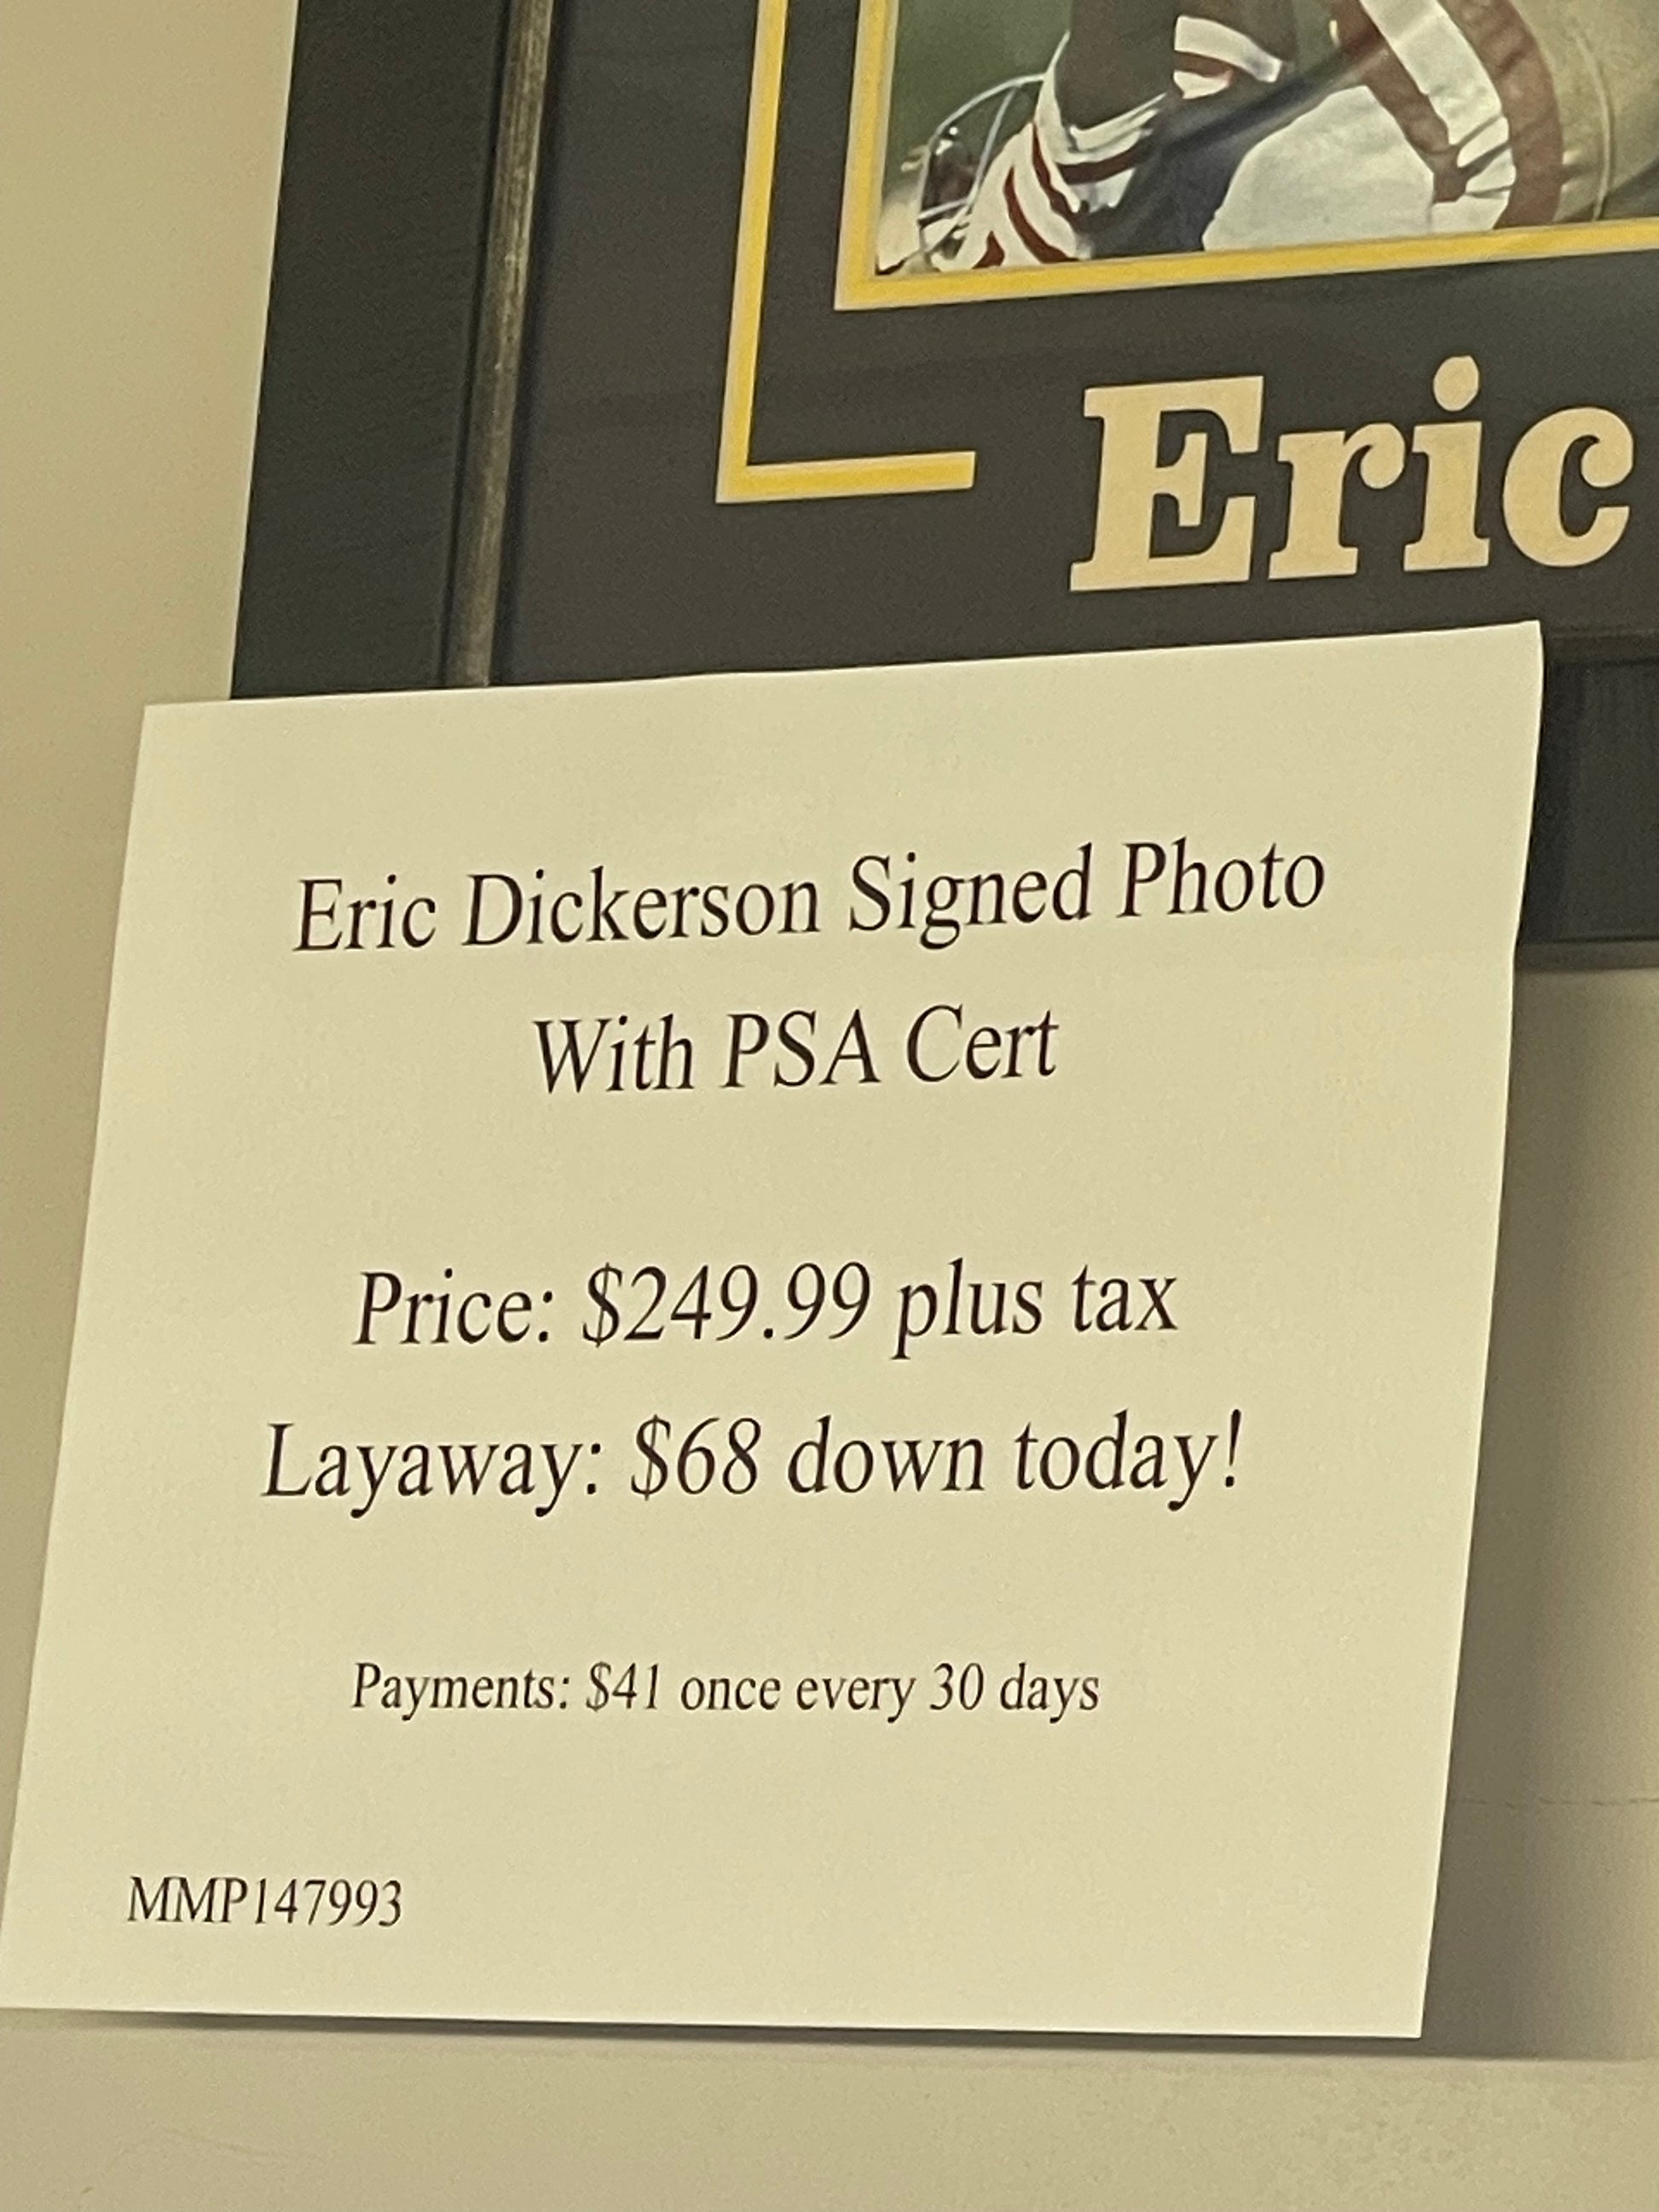 Eric
Eric Dickerson Signed Photo
With PSA Cert
Price: $249.99 plus tax
Layaway: $68 down today!
Payments: $41 once every 30 days
MMP147993